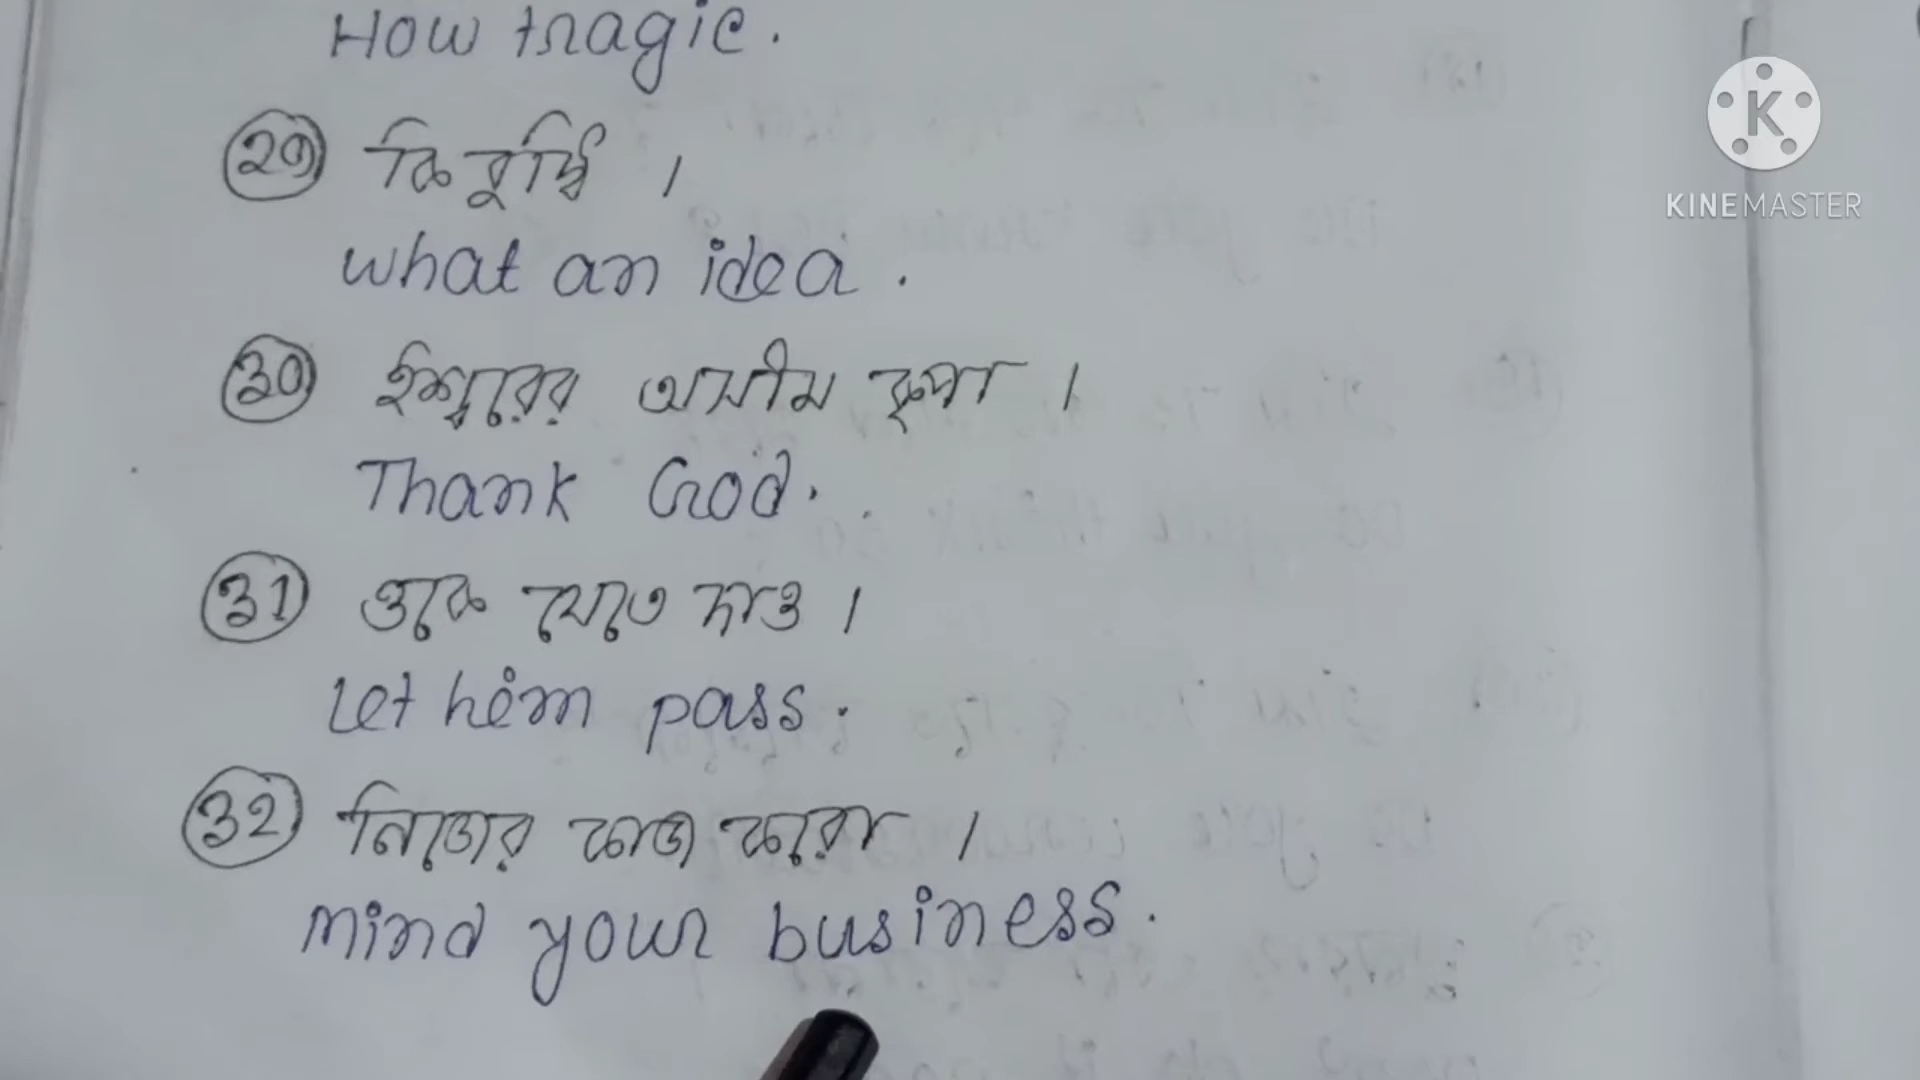 How tragic.
29 কি বুদ্ধি ।
what an idea.
30 ঈশ্বরের অসীম কৃপা ।
Thank God.
31 ওকে যেতে দাও ।
Let him pass.
32 নিজের কাজ করো ।
mind your business.
K
KINEMASTER